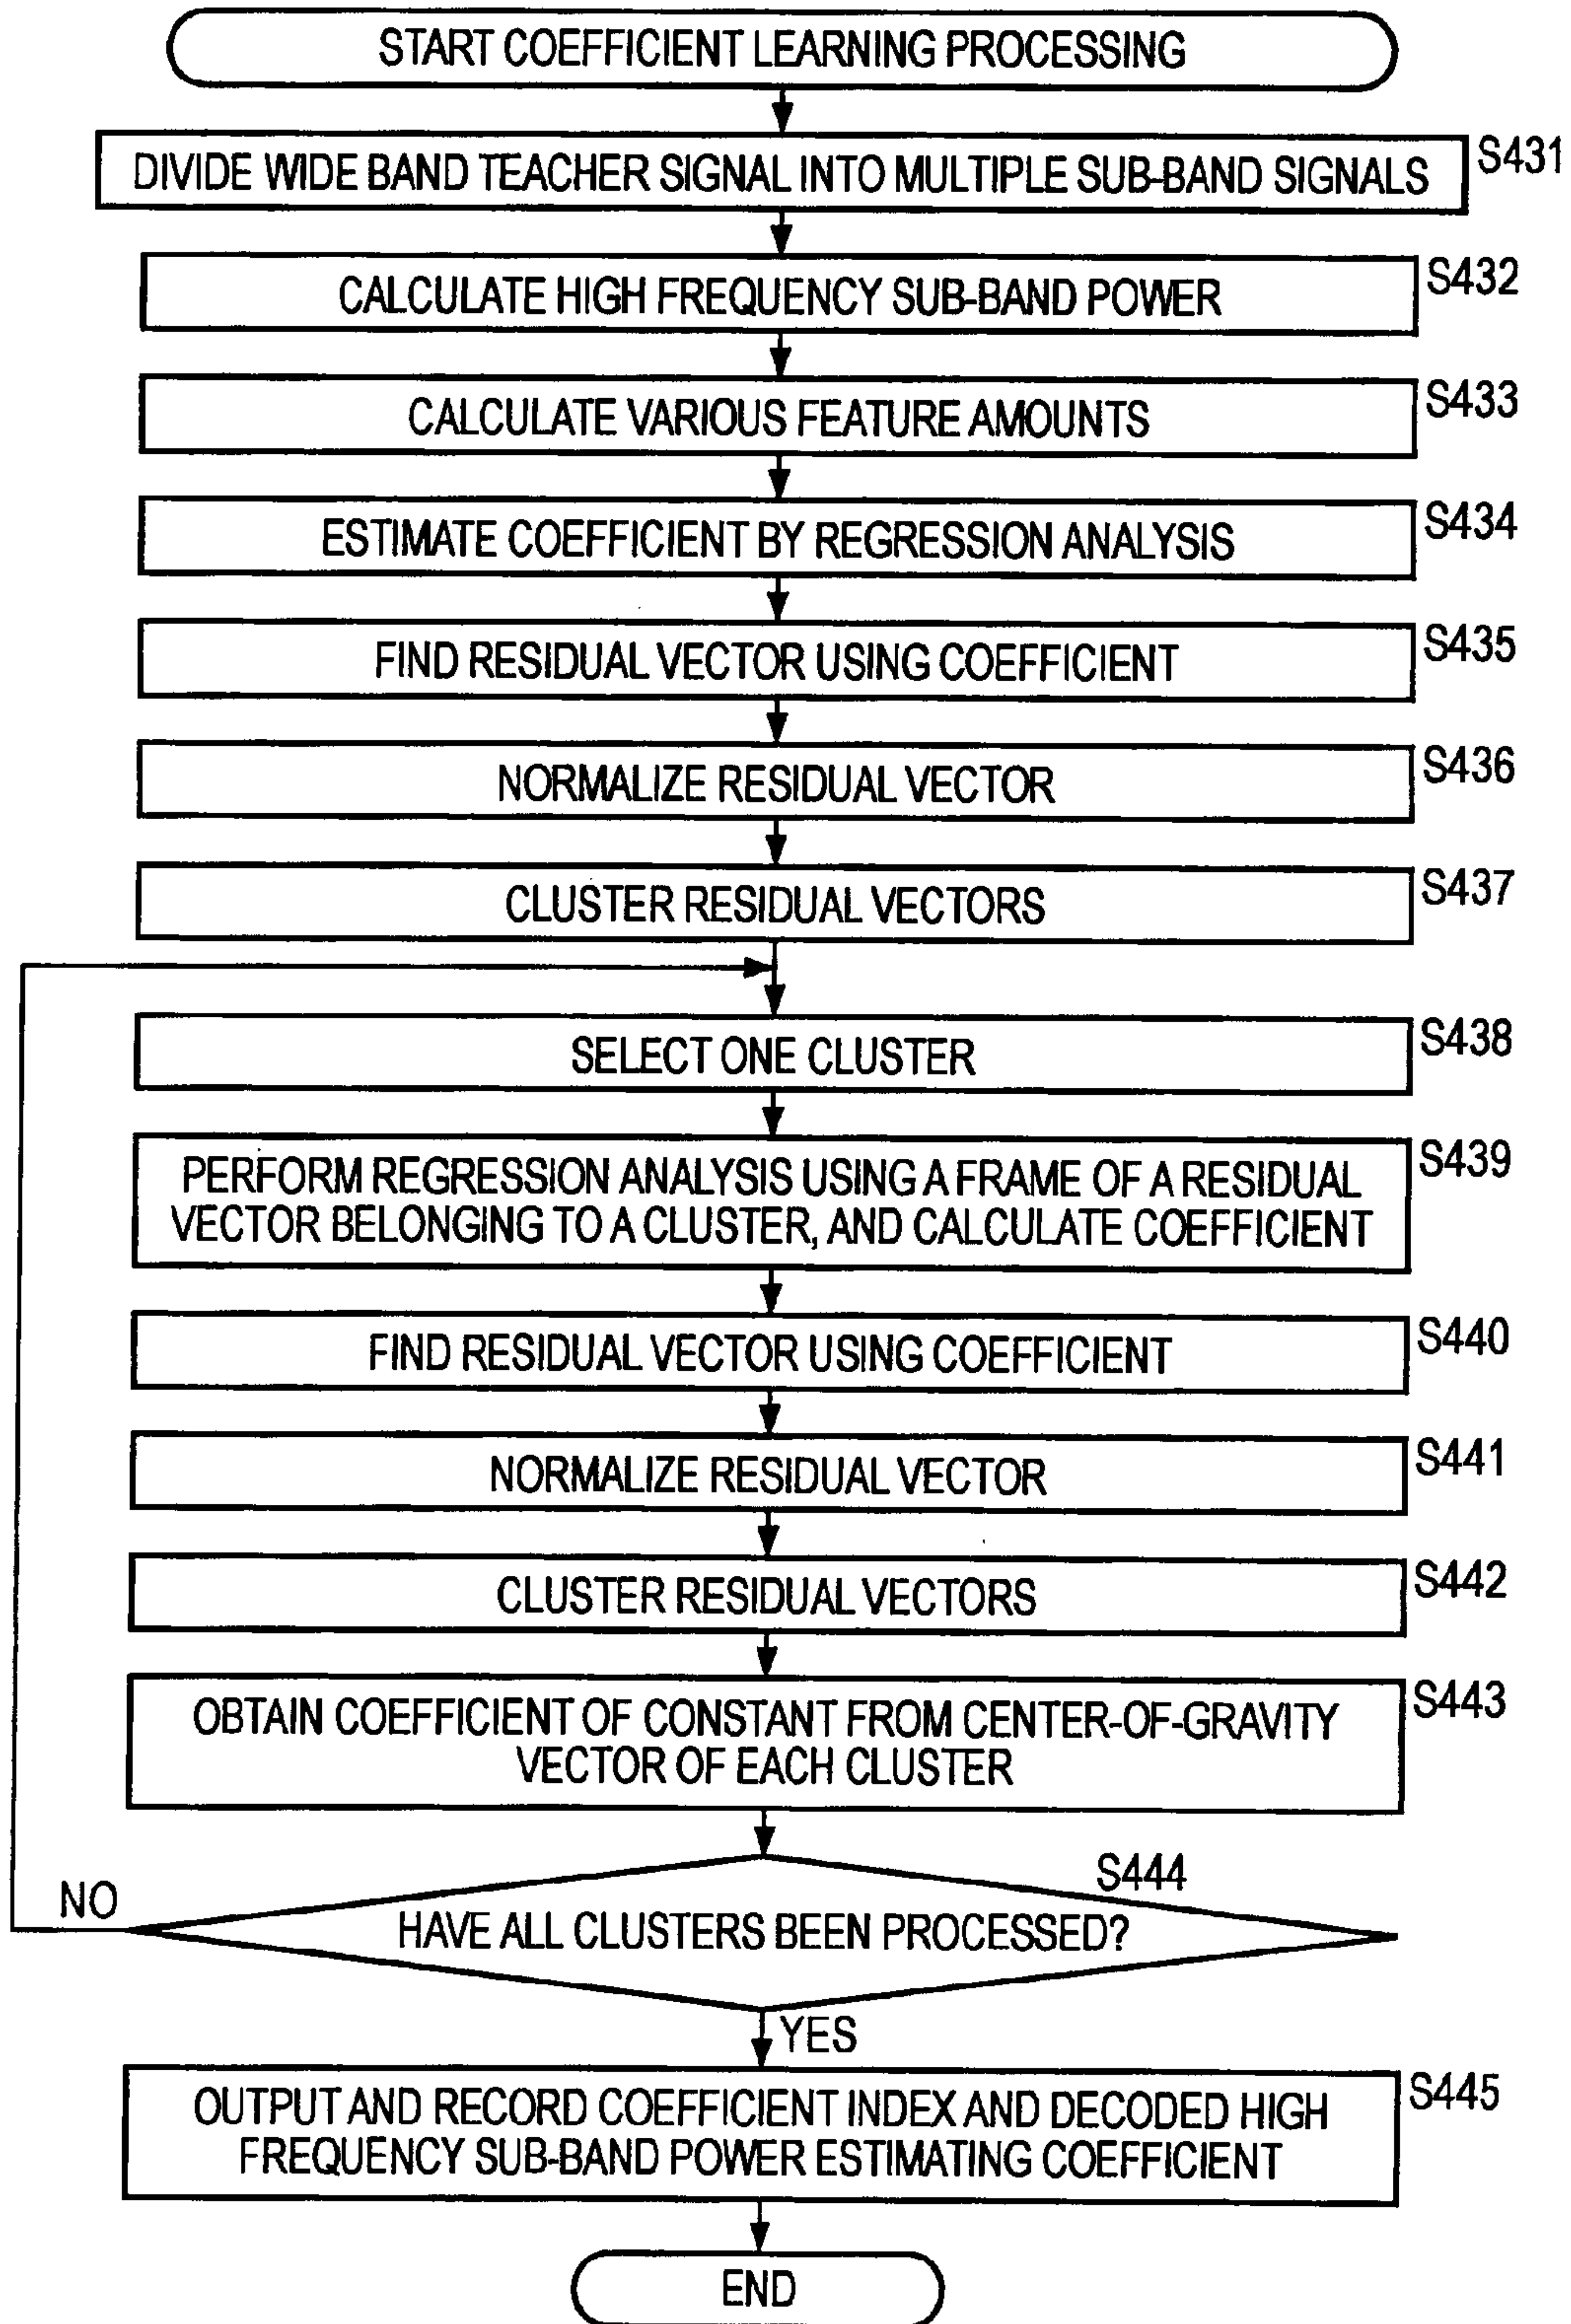 START COEFFICIENT LEARNING PROCESSING
DIVIDE WIDE BAND TEACHER SIGNAL INTO MULTIPLE SUB-BAND SIGNALS
S431
CALCULATE HIGH FREQUENCY SUB-BAND POWER
S432
CALCULATE VARIOUS FEATURE AMOUNTS
S433
ESTIMATE COEFFICIENT BY REGRESSION ANALYSIS
S434
FIND RESIDUAL VECTOR USING COEFFICIENT
S435
NORMALIZE RESIDUAL VECTOR
S436
CLUSTER RESIDUAL VECTORS
S437
SELECT ONE CLUSTER
S438
PERFORM REGRESSION ANALYSIS USING A FRAME OF A RESIDUAL
VECTOR BELONGING TO A CLUSTER, AND CALCULATE COEFFICIENT
S439
FIND RESIDUAL VECTOR USING COEFFICIENT
S440
NORMALIZE RESIDUAL VECTOR
S441
CLUSTER RESIDUAL VECTORS
S442
OBTAIN COEFFICIENT OF CONSTANT FROM CENTER-OF-GRAVITY
VECTOR OF EACH CLUSTER
S443
S444
NO
HAVE ALL CLUSTERS BEEN PROCESSED?
YES
OUTPUT AND RECORD COEFFICIENT INDEX AND DECODED HIGH
FREQUENCY SUB-BAND POWER ESTIMATING COEFFICIENT
S445
END